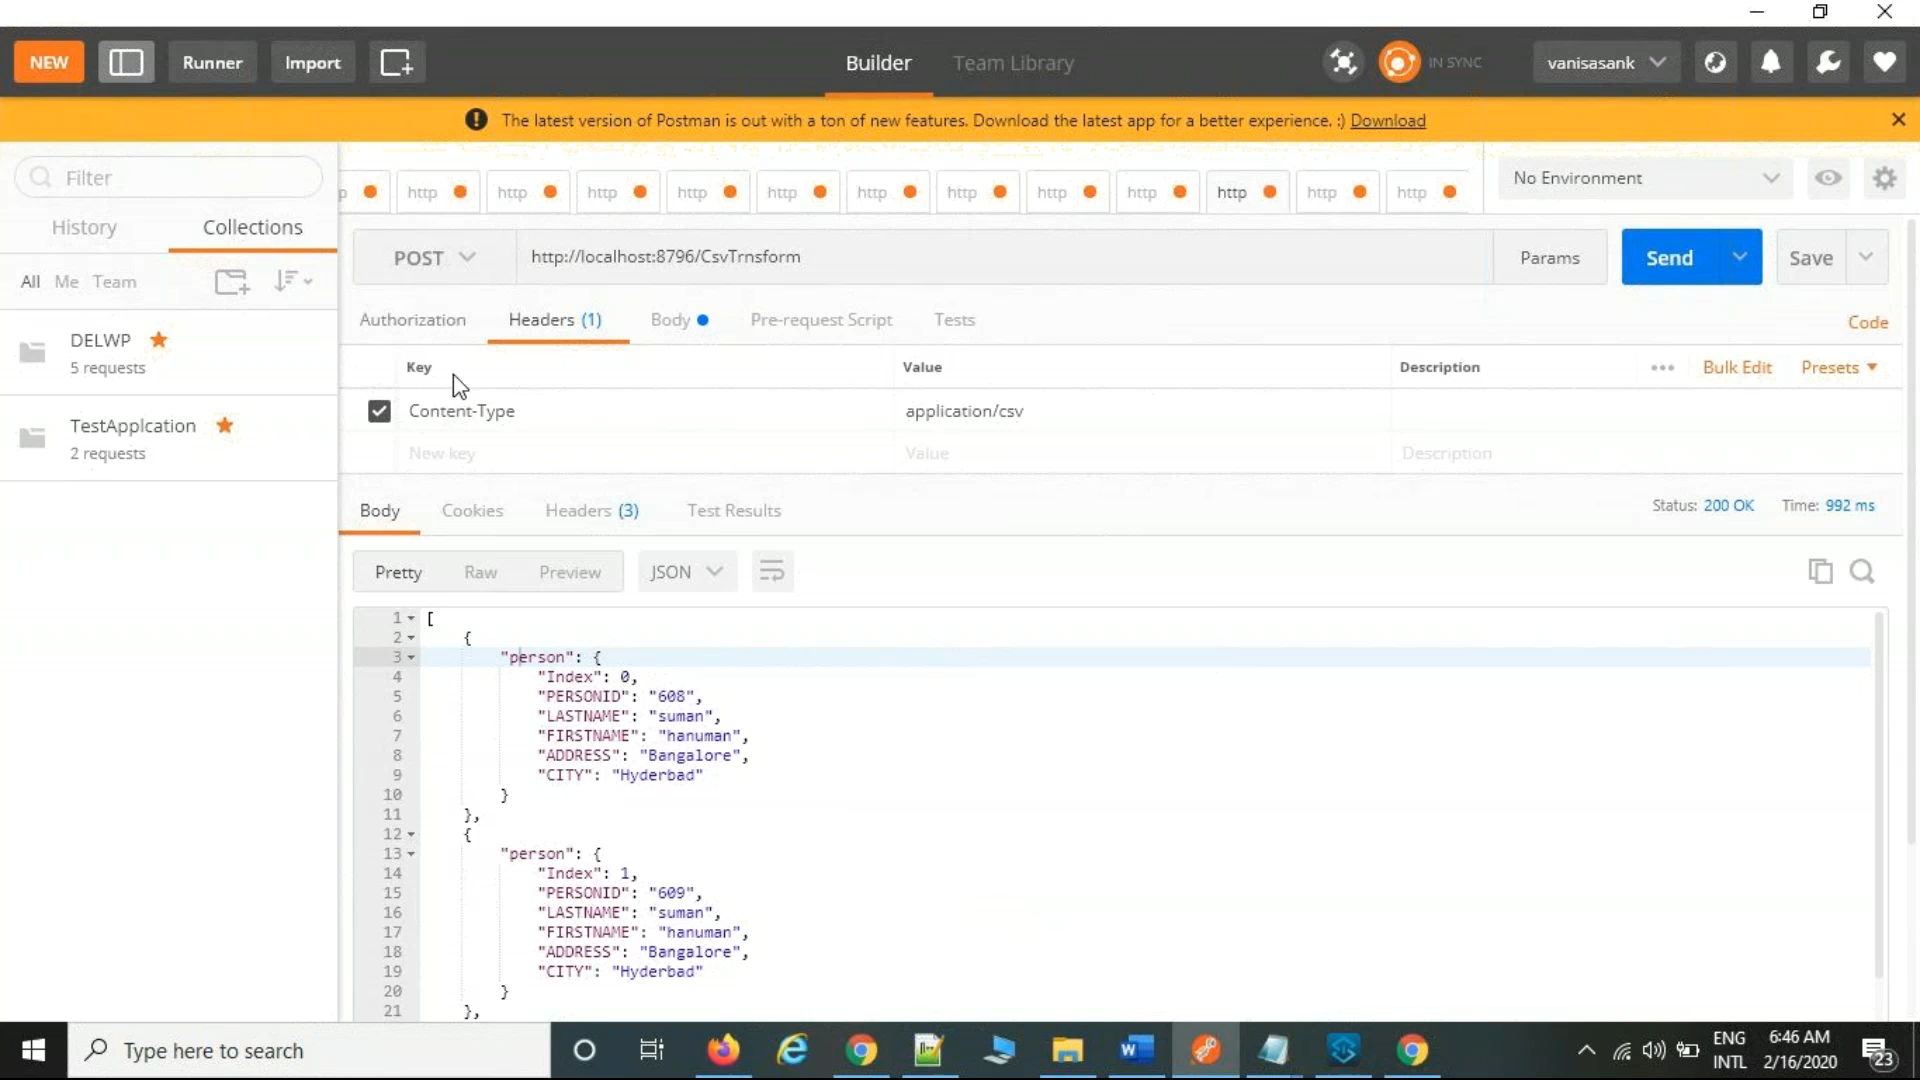 NEW Runner Import Builder Team Library IN SYNC vanisasank
The latest version of Postman is out with a ton of new features. Download the latest app for a better experience. :) Download
Filter
History Collections
All Me Team
DELWP
5 requests
TestApplcation
2 requests
p http http http http http http http http http http http
No Environment
POST http://localhost:8796/CsvTrnsform Params Send Save
Authorization Headers (1) Body Pre-request Script Tests Code
Key Value Description Bulk Edit Presets
Content-Type application/csv
New key Value Description
Body Cookies Headers (3) Test Results Status: 200 OK Time: 992 ms
Pretty Raw Preview JSON
1 [
2 {
3 "person": {
4 "Index": 0,
5 "PERSONID": "608",
6 "LASTNAME": "suman",
7 "FIRSTNAME": "hanuman",
8 "ADDRESS": "Bangalore",
9 "CITY": "Hyderbad"
10 }
11 },
12 {
13 "person": {
14 "Index": 1,
15 "PERSONID": "609",
16 "LASTNAME": "suman",
17 "FIRSTNAME": "hanuman",
18 "ADDRESS": "Bangalore",
19 "CITY": "Hyderbad"
20 }
21 },
Type here to search
ENG 6:46 AM
INTL 2/16/2020 23